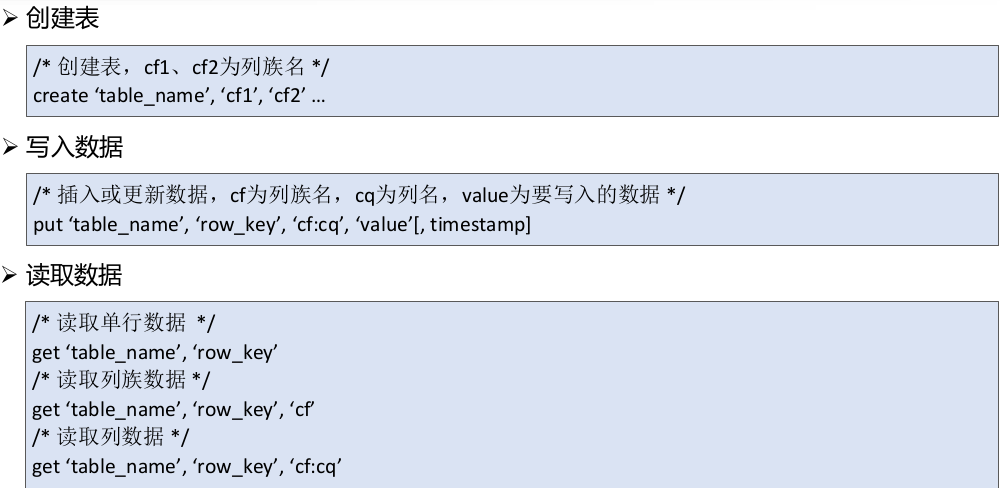 ➢ 创建表
/* 创建表，cf1、cf2为列族名 */
create ‘table_name’, ‘cf1’, ‘cf2’ …
➢ 写入数据
/* 插入或更新数据，cf为列族名，cq为列名，value为要写入的数据 */
put ‘table_name’, ‘row_key’, ‘cf:cq’, ‘value’[, timestamp]
➢ 读取数据
/* 读取单行数据 */
get ‘table_name’, ‘row_key’
/* 读取列族数据 */
get ‘table_name’, ‘row_key’, ‘cf’
/* 读取列数据 */
get ‘table_name’, ‘row_key’, ‘cf:cq’